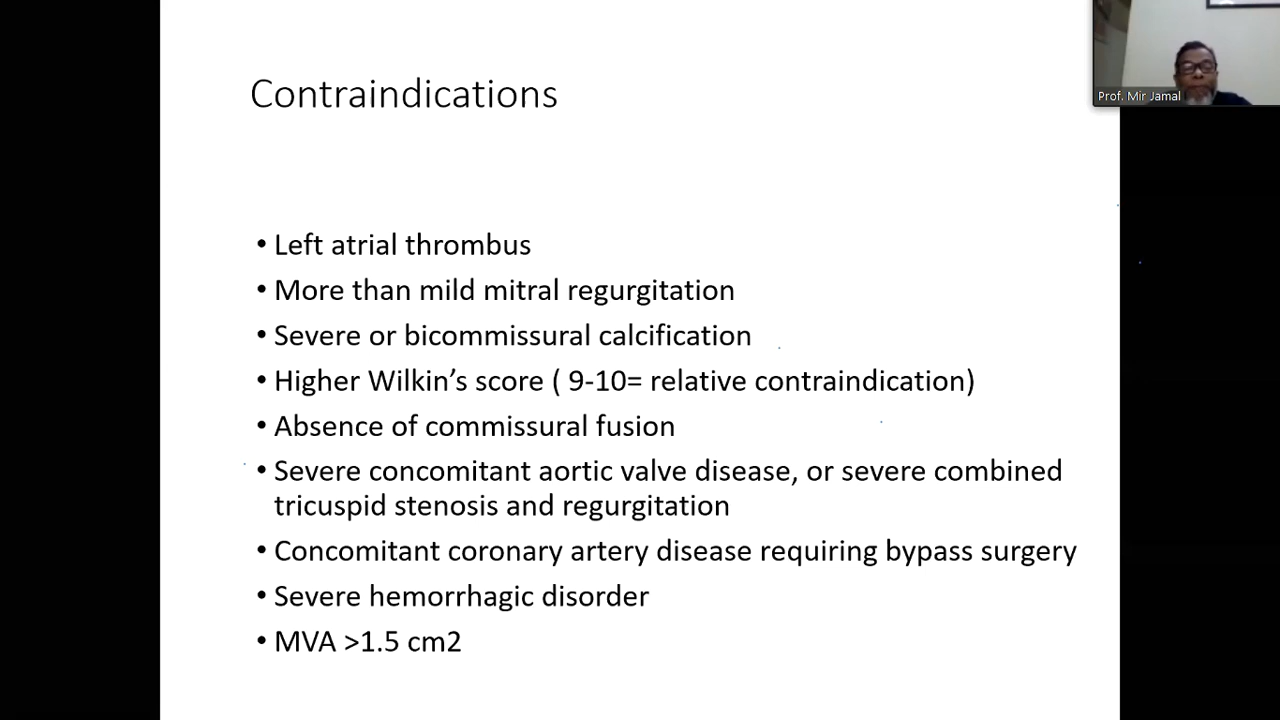 Prof. Mir Jamal
Contraindications
• Left atrial thrombus
• More than mild mitral regurgitation
• Severe or bicommissural calcification
• Higher Wilkin’s score ( 9-10= relative contraindication)
• Absence of commissural fusion
• Severe concomitant aortic valve disease, or severe combined
tricuspid stenosis and regurgitation
• Concomitant coronary artery disease requiring bypass surgery
• Severe hemorrhagic disorder
• MVA >1.5 cm2